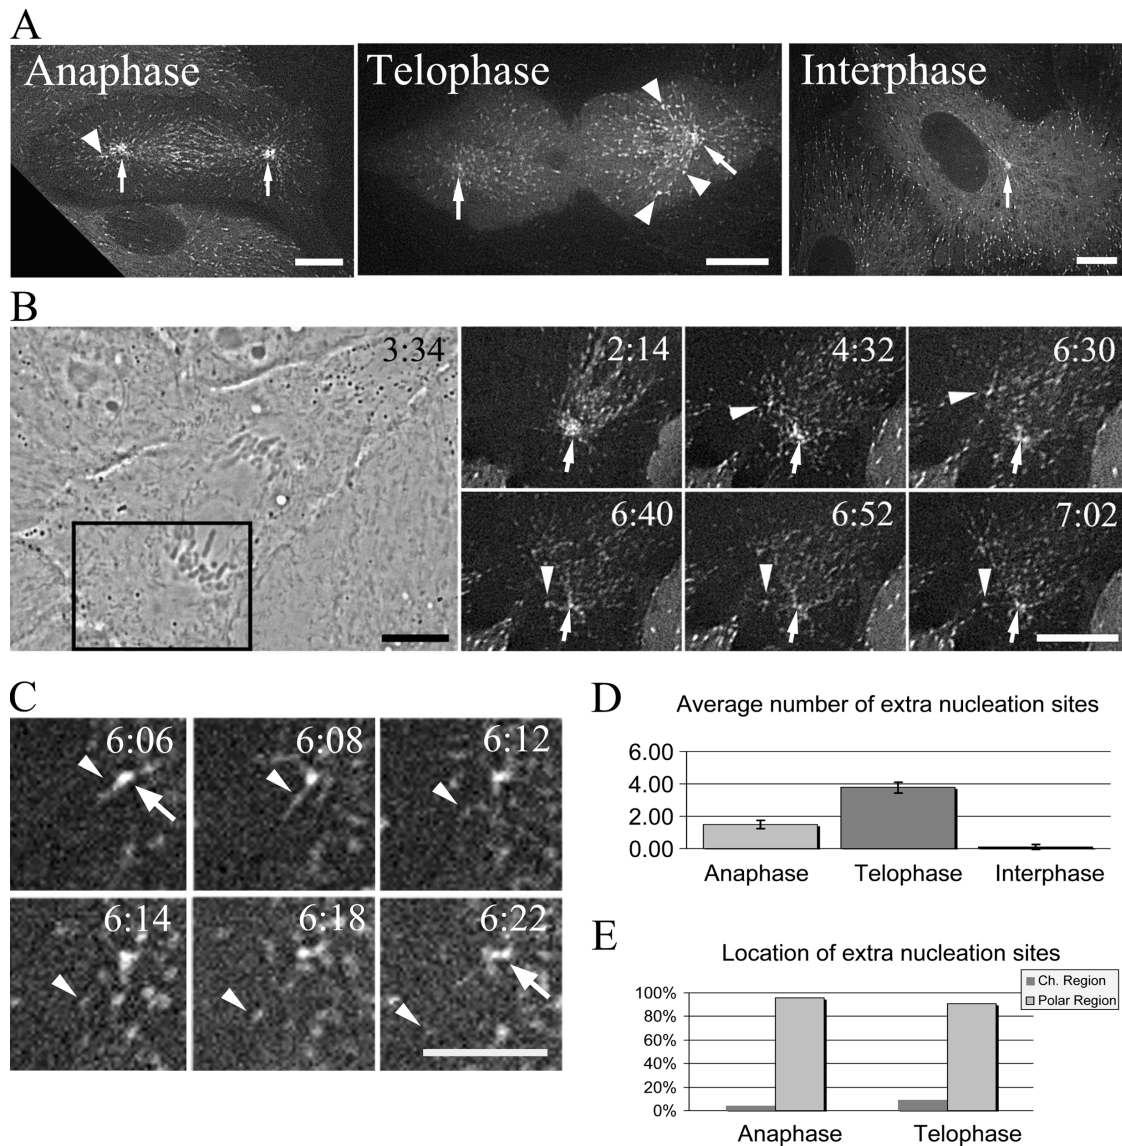 A
Anaphase
Telophase
Interphase
B
3:34
2:14
4:32
6:30
6:40
6:52
7:02
C
6:06
6:08
6:12
6:14
6:18
6:22
D
Average number of extra nucleation sites
6.00
4.00
2.00
0.00
Anaphase
Telophase
Interphase
E
Location of extra nucleation sites
Ch. Region
Polar Region
100%
80%
60%
40%
20%
0%
Anaphase
Telophase